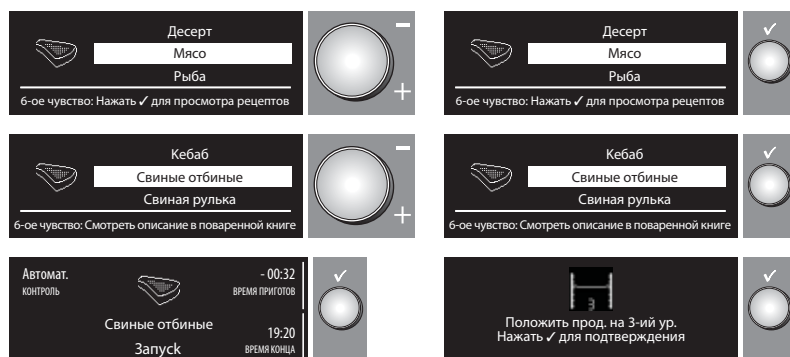 Десерт
Мясо
Рыба
6-ое чувство: Нажать ✓ для просмотра рецептов
− +
Десерт
Мясо
Рыба
6-ое чувство: Нажать ✓ для просмотра рецептов
✓
Кебаб
Свиные отбиные
Свиная рулька
6-ое чувство: Смотреть описание в поваренной книге
− +
Кебаб
Свиные отбиные
Свиная рулька
6-ое чувство: Смотреть описание в поваренной книге
✓
Автомат.
КОНТРОЛЬ
Свиные отбиные
Запуск
- 00:32
ВРЕМЯ ПРИГОТОВ
19:20
ВРЕМЯ КОНЦА
✓
3
Положить прод. на 3-ий ур.
Нажать ✓ для подтверждения
✓